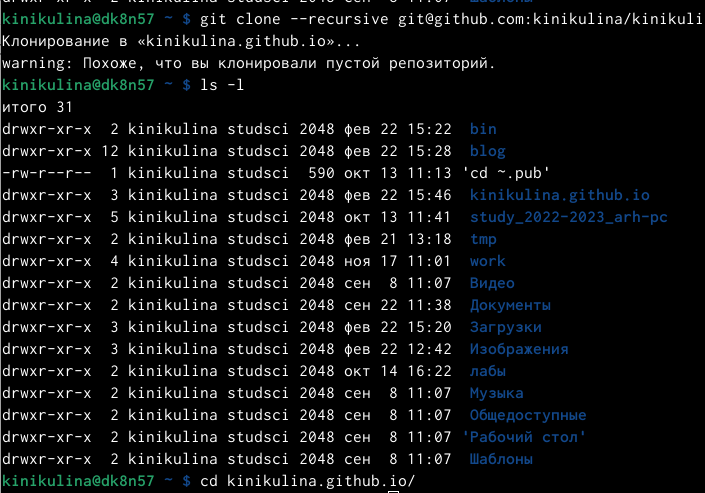 kinikulina@dk8n57 ~ $ git clone --recursive git@github.com:kinikulina/kinikuli
Клонирование в «kinikulina.github.io»...
warning: Похоже, что вы клонировали пустой репозиторий.
kinikulina@dk8n57 ~ $ ls -l
итого 31
drwxr-xr-x  2 kinikulina studsci 2048 фев 22 15:22  bin
drwxr-xr-x 12 kinikulina studsci 2048 фев 22 15:28  blog
-rw-r--r--  1 kinikulina studsci  590 окт 13 11:13 'cd ~.pub'
drwxr-xr-x  3 kinikulina studsci 2048 фев 22 15:46  kinikulina.github.io
drwxr-xr-x  5 kinikulina studsci 2048 окт 13 11:41  study_2022-2023_arh-pc
drwxr-xr-x  2 kinikulina studsci 2048 фев 21 13:18  tmp
drwxr-xr-x  4 kinikulina studsci 2048 ноя 17 11:01  work
drwxr-xr-x  2 kinikulina studsci 2048 сен  8 11:07  Видео
drwxr-xr-x  2 kinikulina studsci 2048 сен 22 11:38  Документы
drwxr-xr-x  3 kinikulina studsci 2048 фев 22 15:20  Загрузки
drwxr-xr-x  3 kinikulina studsci 2048 фев 22 12:42  Изображения
drwxr-xr-x  2 kinikulina studsci 2048 окт 14 16:22  лабы
drwxr-xr-x  2 kinikulina studsci 2048 сен  8 11:07  Музыка
drwxr-xr-x  2 kinikulina studsci 2048 сен  8 11:07  Общедоступные
drwxr-xr-x  2 kinikulina studsci 2048 сен  8 11:07 'Рабочий стол'
drwxr-xr-x  2 kinikulina studsci 2048 сен  8 11:07  Шаблоны
kinikulina@dk8n57 ~ $ cd kinikulina.github.io/